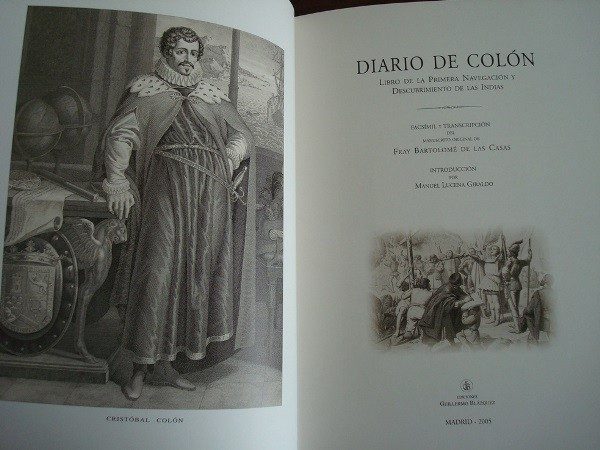 CRISTÓBAL COLÓN
DIARIO DE COLÓN
LIBRO DE LA PRIMERA NAVEGACIÓN Y
DESCUBRIMIENTO DE LAS INDIAS
FACSÍMIL Y TRANSCRIPCIÓN
DEL
MANUSCRITO ORIGINAL DE
FRAY BARTOLOMÉ DE LAS CASAS
INTRODUCCIÓN
POR
MANUEL LUCENA GIRALDO
EDICIONES
GUILLERMO BLÁZQUEZ
MADRID - 2005